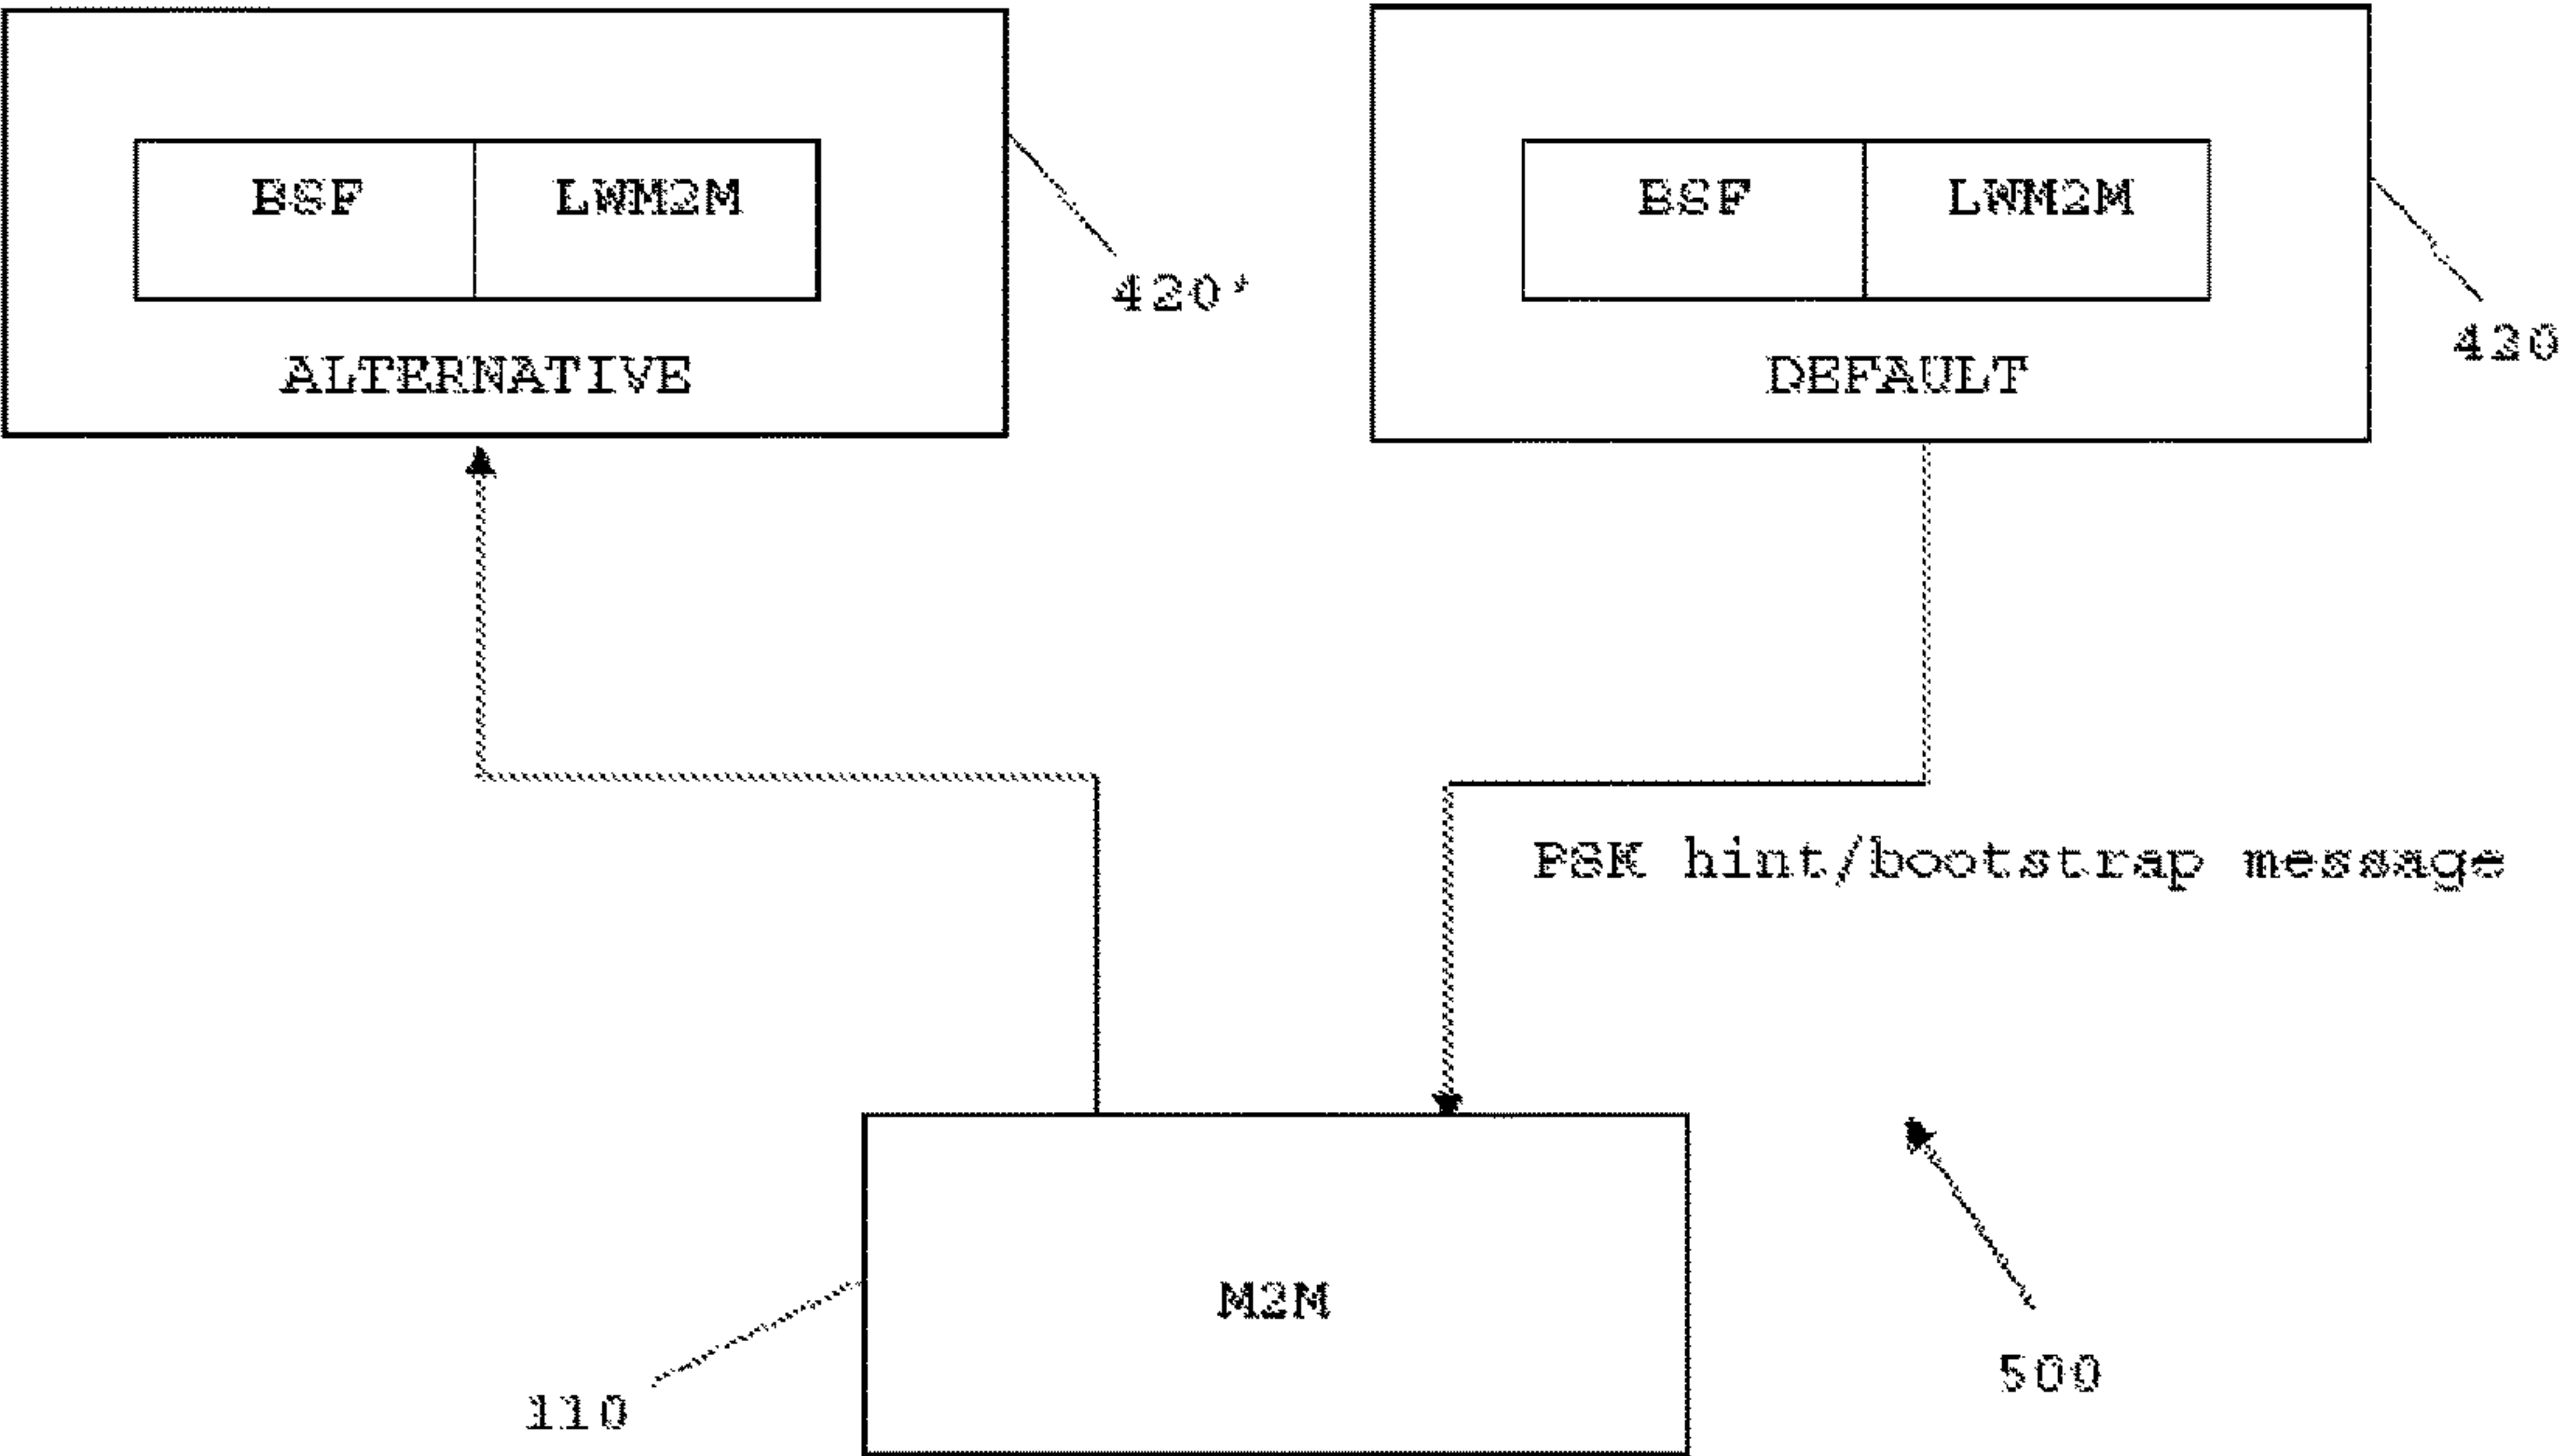 BSF LWM2M
ALTERNATIVE
420'
BSF LWM2M
DEFAULT
420
PSK hint/bootstrap message
M2M
110
500